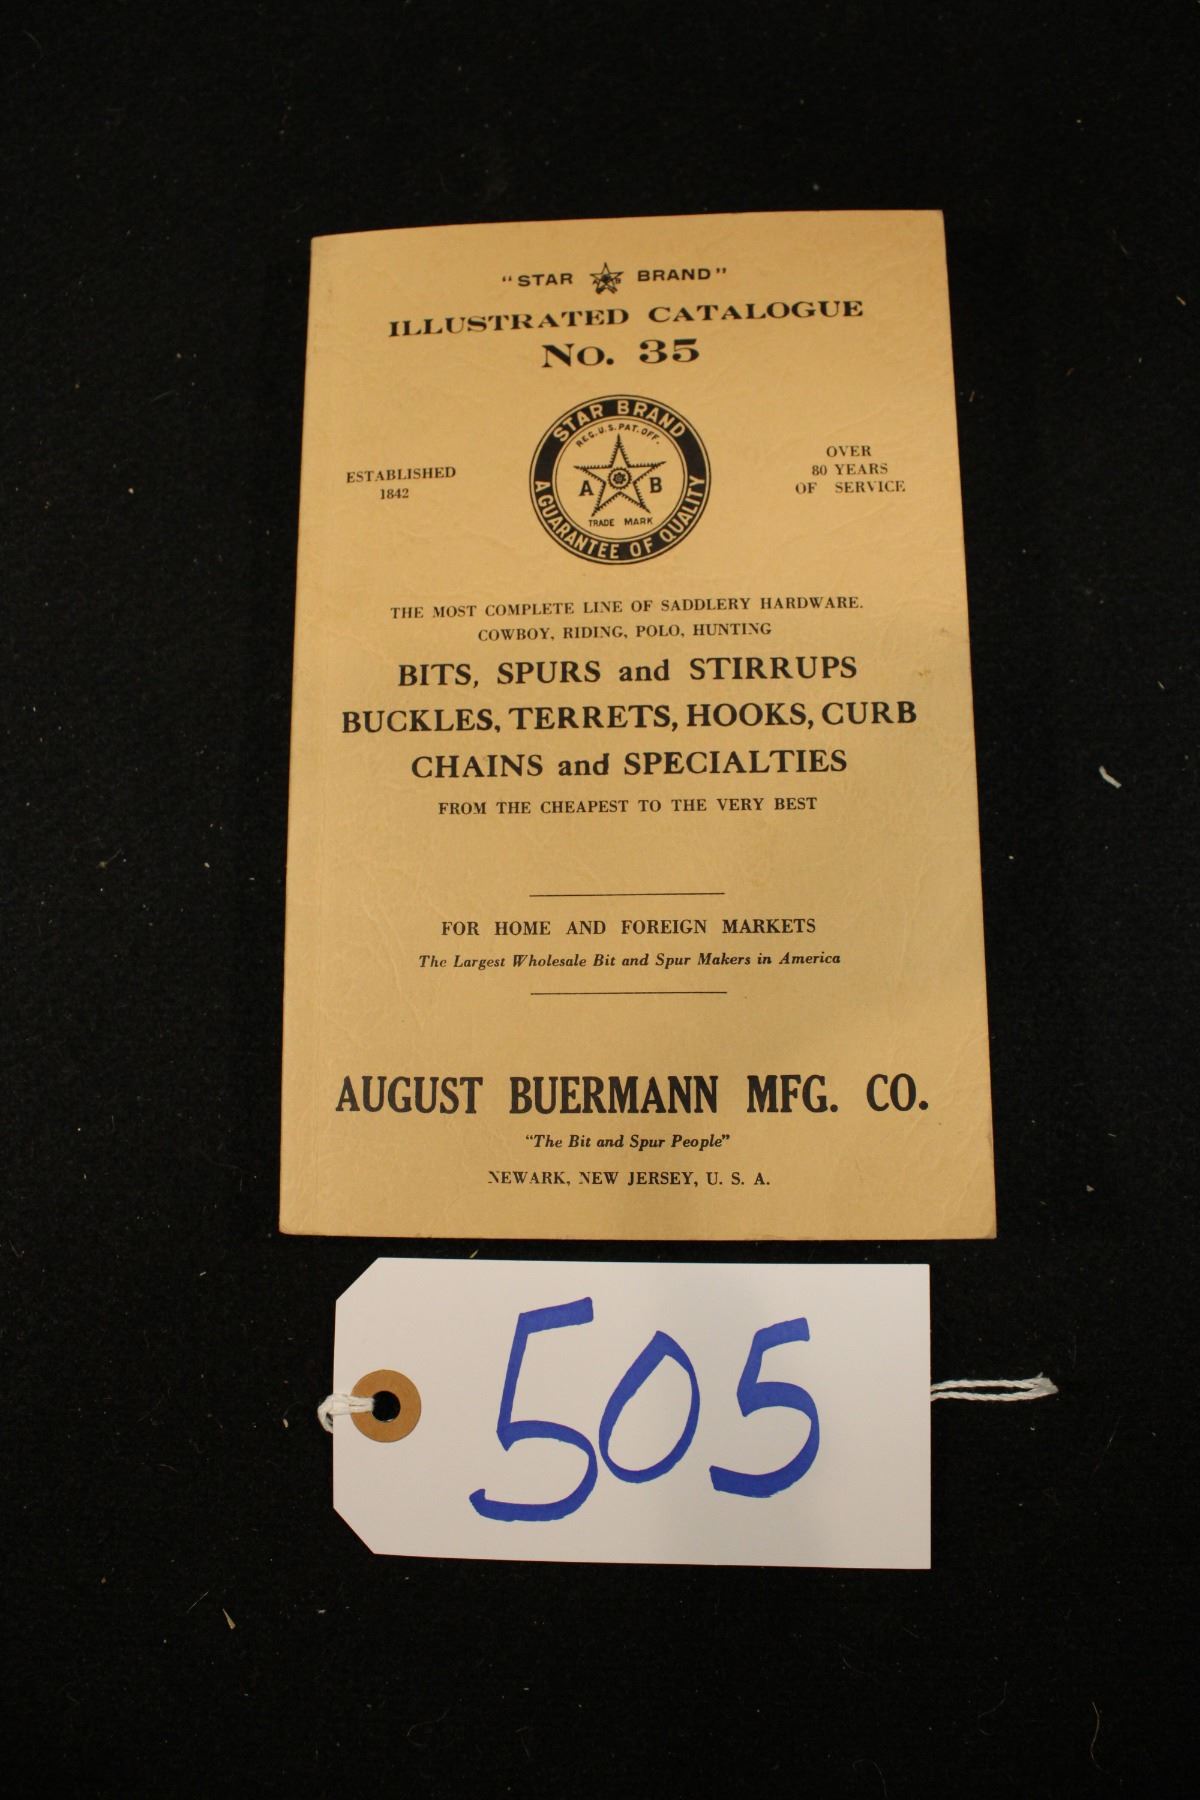 "STAR BRAND"
ILLUSTRATED CATALOGUE
No. 35
STAR BRAND
REG. U.S. PAT. OFF.
A B
TRADE MARK
A GUARANTEE OF QUALITY
ESTABLISHED
1842
OVER
80 YEARS
OF SERVICE
THE MOST COMPLETE LINE OF SADDLERY HARDWARE.
COWBOY, RIDING, POLO, HUNTING
BITS, SPURS and STIRRUPS
BUCKLES, TERRETS, HOOKS, CURB
CHAINS and SPECIALTIES
FROM THE CHEAPEST TO THE VERY BEST
FOR HOME AND FOREIGN MARKETS
The Largest Wholesale Bit and Spur Makers in America
AUGUST BUERMANN MFG. CO.
"The Bit and Spur People"
NEWARK, NEW JERSEY, U. S. A.
505